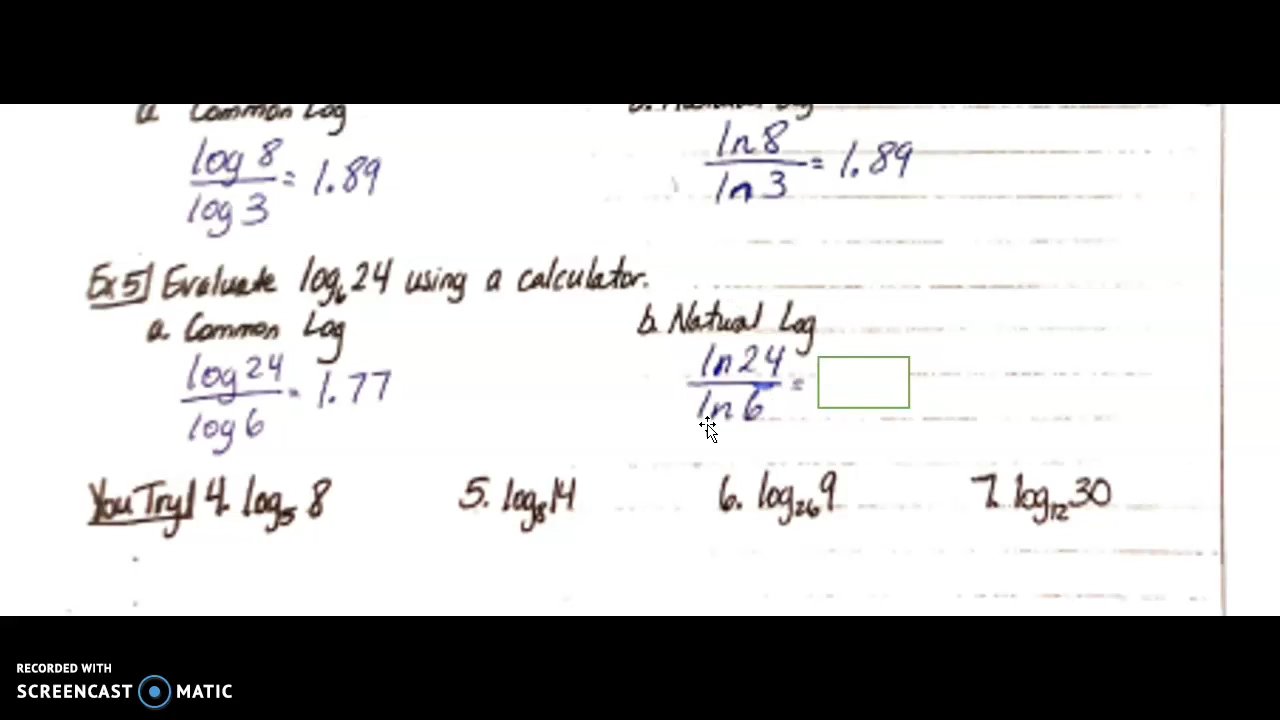 a. Common Log
log 8 / log 3 = 1.89
ln 8 / ln 3 = 1.89
Ex 5] Evaluate log₆ 24 using a calculator.
a. Common Log
b. Natural Log
log 24 / log 6 = 1.77
ln 24 / ln 6 =
You Try! 4. log₅ 8
5. log₈ 14
6. log₂₆ 9
7. log₁₂ 30
RECORDED WITH
SCREENCAST MATIC